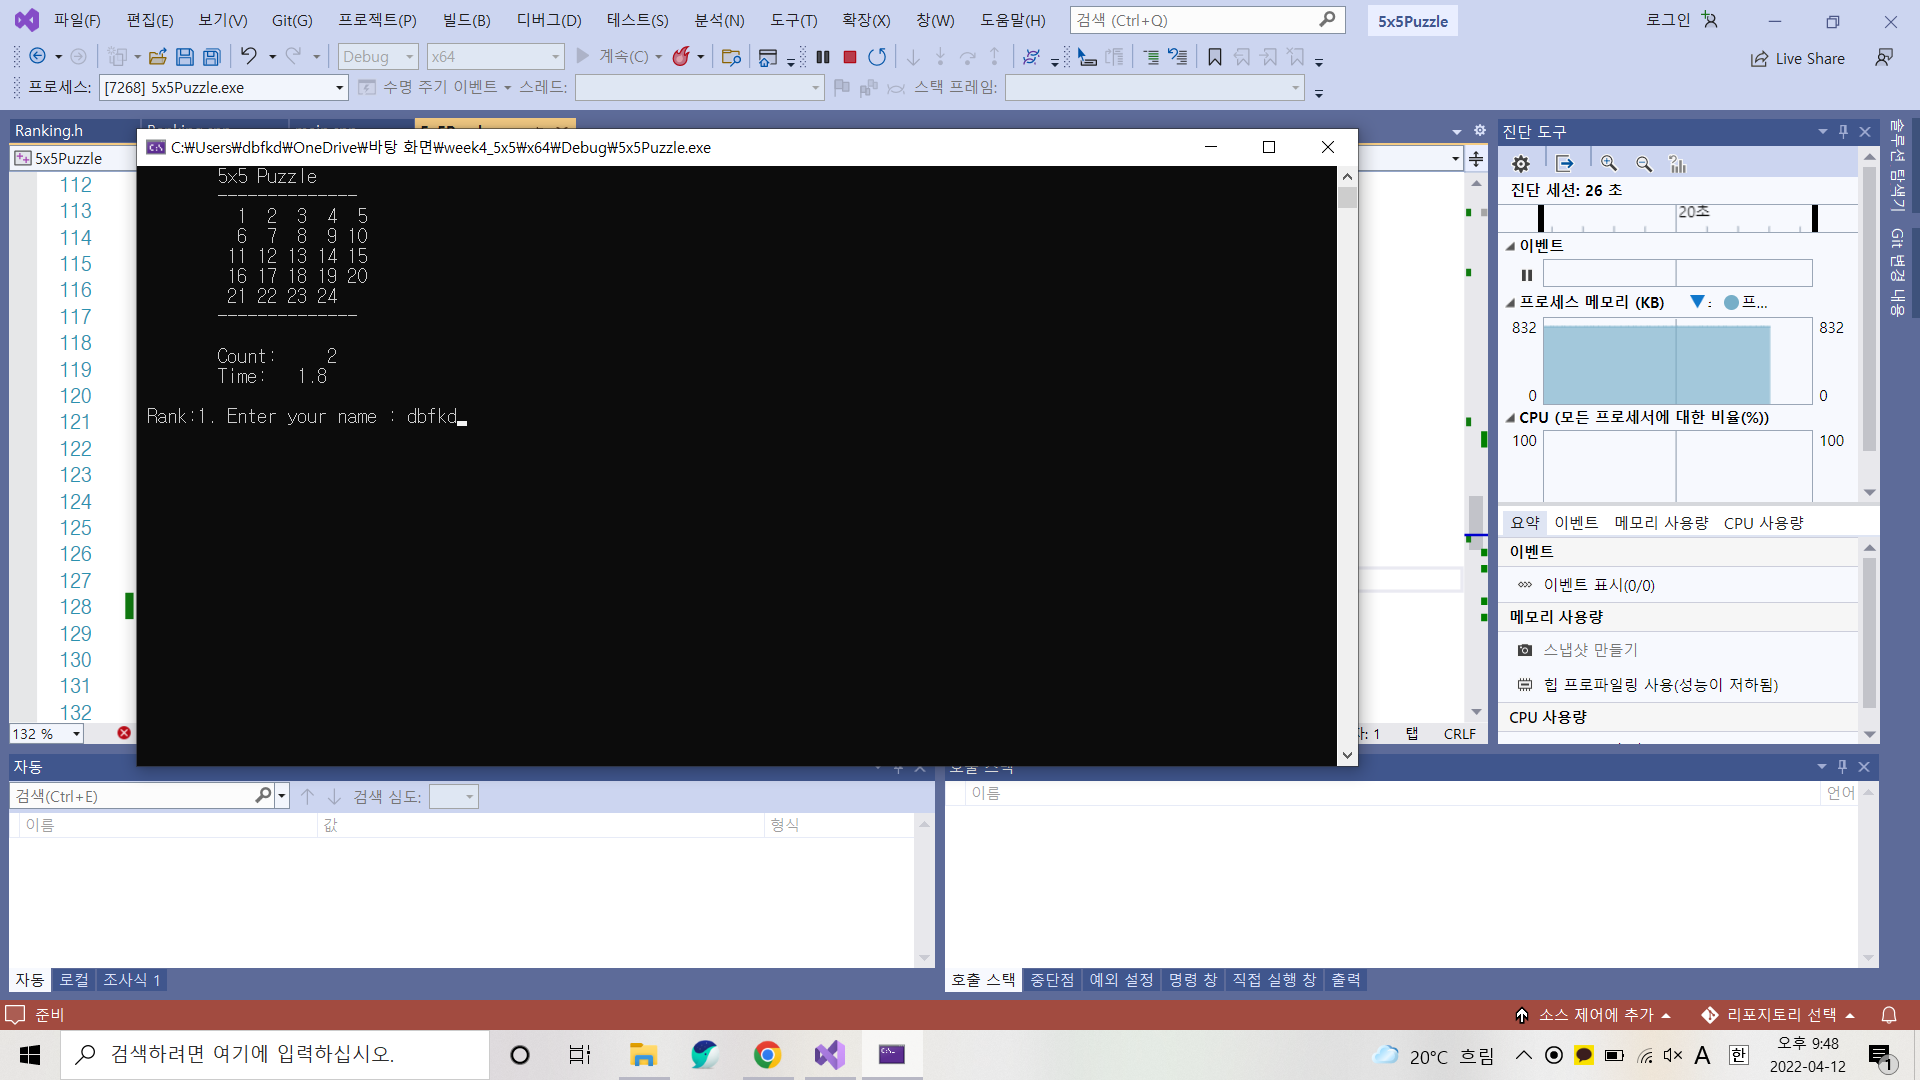 파일(F) 편집(E) 보기(V) Git(G) 프로젝트(P) 빌드(B) 디버그(D) 테스트(S) 분석(N) 도구(T) 확장(X) 창(W) 도움말(H) 검색 (Ctrl+Q) 5x5Puzzle 로그인
Debug x64 계속(C) Live Share
프로세스: [7268] 5x5Puzzle.exe 수명 주기 이벤트 스레드: 스택 프레임:
Ranking.h
5x5Puzzle
C:\Users\dbfkd\OneDrive\바탕 화면\week4_5x5\x64\Debug\5x5Puzzle.exe
5x5 Puzzle
--------------
1 2 3 4 5
6 7 8 9 10
11 12 13 14 15
16 17 18 19 20
21 22 23 24
--------------
Count: 2
Time: 1.8
Rank:1. Enter your name : dbfkd
112
113
114
115
116
117
118
119
120
121
122
123
124
125
126
127
128
129
130
131
132
132 %
: 1 탭 CRLF
진단 도구
진단 세션: 26 초
20초
이벤트
프로세스 메모리 (KB) 프...
832 832
0 0
CPU (모든 프로세서에 대한 비율(%))
100 100
요약 이벤트 메모리 사용량 CPU 사용량
이벤트
이벤트 표시(0/0)
메모리 사용량
스냅샷 만들기
힙 프로파일링 사용(성능이 저하됨)
CPU 사용량
솔루션 탐색기
Git 변경 내용
자동
검색(Ctrl+E) 검색 심도:
이름 값 형식
자동 로컬 조사식 1
호출 스택
이름 언어
호출 스택 중단점 예외 설정 명령 창 직접 실행 창 출력
준비 소스 제어에 추가 리포지토리 선택
검색하려면 여기에 입력하십시오.
20°C 흐림 A 한
오후 9:48
2022-04-12
1